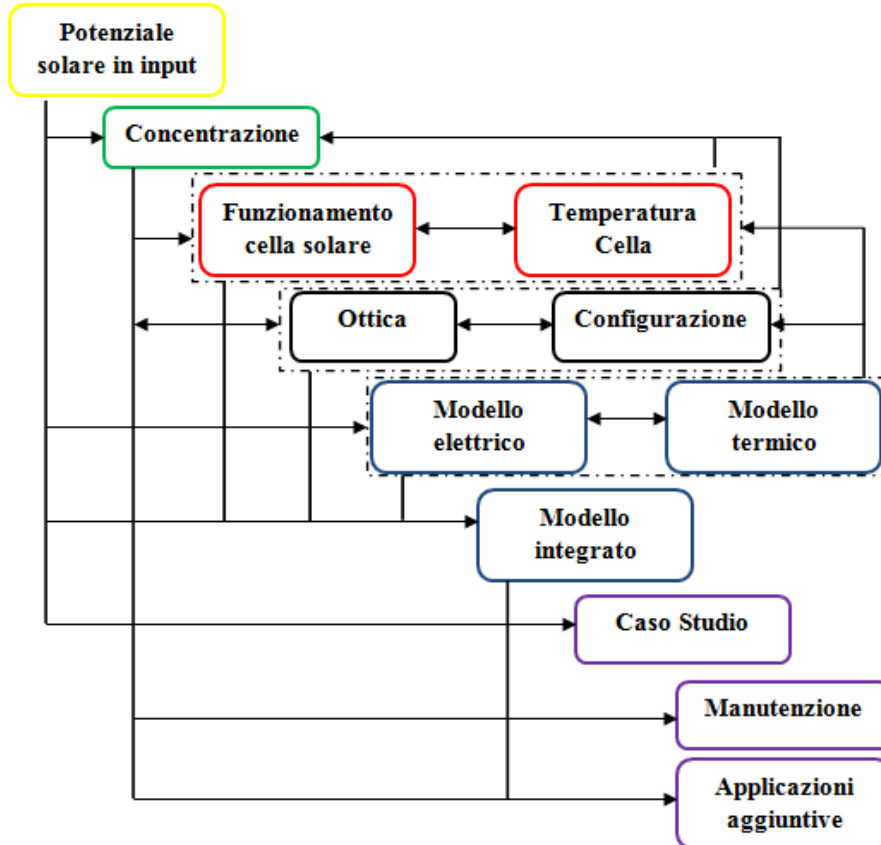 Potenziale
solare in input
Concentrazione
Funzionamento
cella solare
Temperatura
Cella
Ottica
Configurazione
Modello
elettrico
Modello
termico
Modello
integrato
Caso Studio
Manutenzione
Applicazioni
aggiuntive